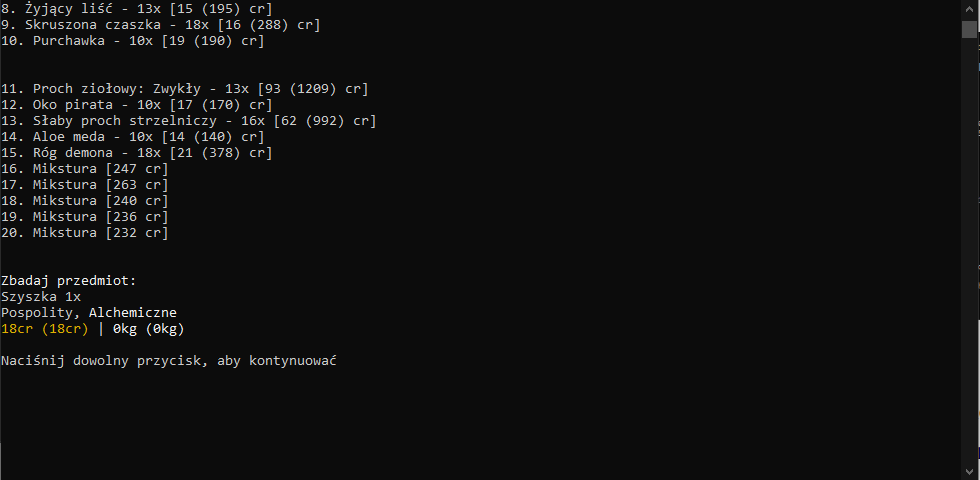 8. Żyjący liść - 13x [15 (195) cr]
9. Skruszona czaszka - 18x [16 (288) cr]
10. Purchawka - 10x [19 (190) cr]
11. Proch ziołowy: Zwykły - 13x [93 (1209) cr]
12. Oko pirata - 10x [17 (170) cr]
13. Słaby proch strzelniczy - 16x [62 (992) cr]
14. Aloe meda - 10x [14 (140) cr]
15. Róg demona - 18x [21 (378) cr]
16. Mikstura [247 cr]
17. Mikstura [263 cr]
18. Mikstura [240 cr]
19. Mikstura [236 cr]
20. Mikstura [232 cr]
Zbadaj przedmiot:
Szyszka 1x
Pospolity, Alchemiczne
18cr (18cr) | 0kg (0kg)
Naciśnij dowolny przycisk, aby kontynuować